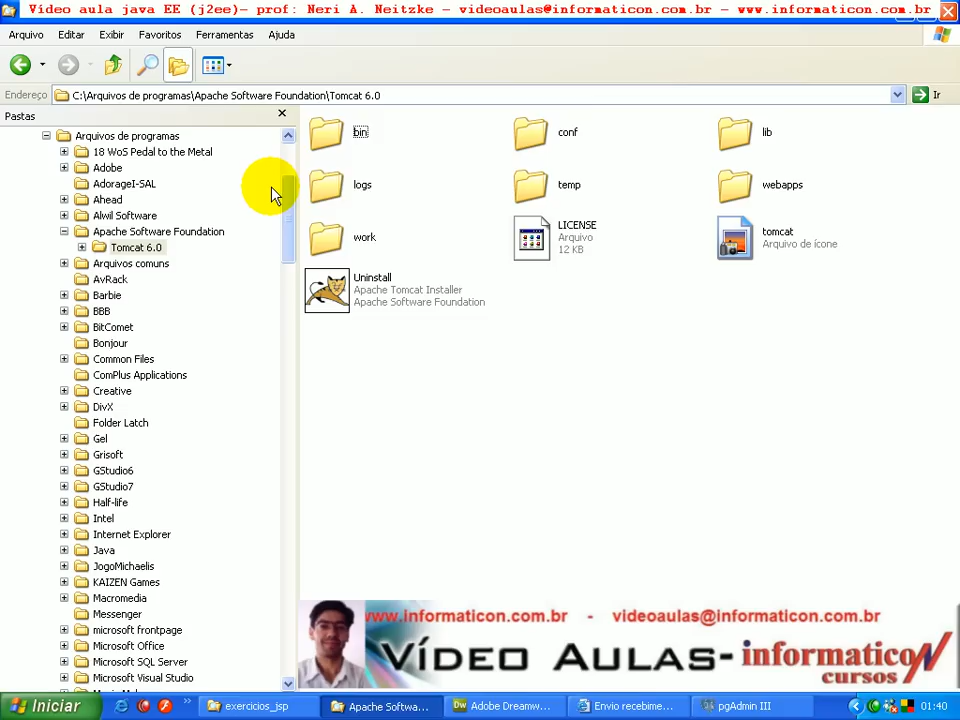 Vídeo aula java EE (j2ee)– prof: Neri A. Neitzke – videoaulas@informaticon.com.br – www.informaticon.com.br
Arquivo Editar Exibir Favoritos Ferramentas Ajuda
Endereço C:\Arquivos de programas\Apache Software Foundation\Tomcat 6.0 Ir
Pastas
Arquivos de programas
18 WoS Pedal to the Metal
Adobe
AdorageI-SAL
Ahead
Alwil Software
Apache Software Foundation
Tomcat 6.0
Arquivos comuns
AvRack
Barbie
BBB
BitComet
Bonjour
Common Files
ComPlus Applications
Creative
DivX
Folder Latch
Gel
Grisoft
GStudio6
GStudio7
Half-life
Intel
Internet Explorer
Java
JogoMichaelis
KAIZEN Games
Macromedia
Messenger
microsoft frontpage
Microsoft Office
Microsoft SQL Server
Microsoft Visual Studio
bin
conf
lib
logs
temp
webapps
work
LICENSE
Arquivo
12 KB
tomcat
Arquivo de ícone
Uninstall
Apache Tomcat Installer
Apache Software Foundation
www.informaticon.com.br - videoaulas@informaticon.com.br
VÍDEO AULAS-informaticoN
cursos
Iniciar exercicios_jsp Apache Softwa... Adobe Dreamw... Envio recebime... pgAdmin III 01:40